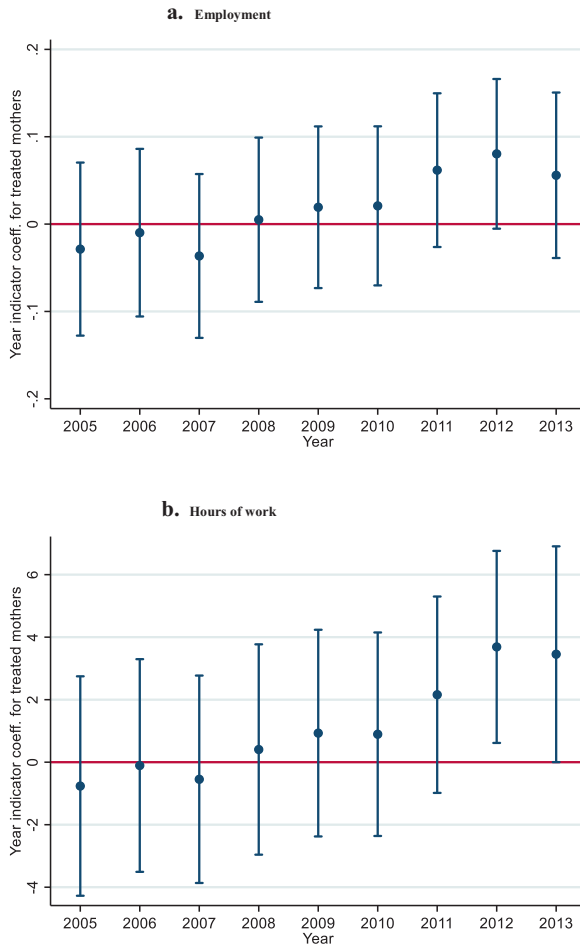 a. Employment
Year indicator coeff. for treated mothers
.2
.1
0
-.1
-.2
2005 2006 2007 2008 2009 2010 2011 2012 2013
Year
b. Hours of work
Year indicator coeff. for treated mothers
6
4
2
0
-2
-4
2005 2006 2007 2008 2009 2010 2011 2012 2013
Year